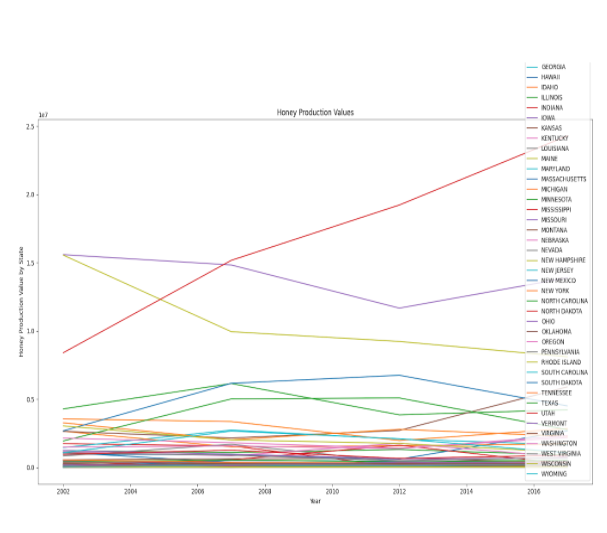 GEORGIA
HAWAII
IDAHO
ILLINOIS
INDIANA
IOWA
KANSAS
KENTUCKY
LOUISIANA
MAINE
MARYLAND
MASSACHUSETTS
MICHIGAN
MINNESOTA
MISSISSIPPI
MISSOURI
MONTANA
NEBRASKA
NEVADA
NEW HAMPSHIRE
NEW JERSEY
NEW MEXICO
NEW YORK
NORTH CAROLINA
NORTH DAKOTA
OHIO
OKLAHOMA
OREGON
PENNSYLVANIA
RHODE ISLAND
SOUTH CAROLINA
SOUTH DAKOTA
TENNESSEE
TEXAS
UTAH
VERMONT
VIRGINIA
WASHINGTON
WEST VIRGINIA
WISCONSIN
WYOMING
Honey Production Values
1e7
2.5
2.0
1.5
1.0
0.5
0.0
Honey Production Value by State
2002 2004 2006 2008 2010 2012 2014 2016
Year